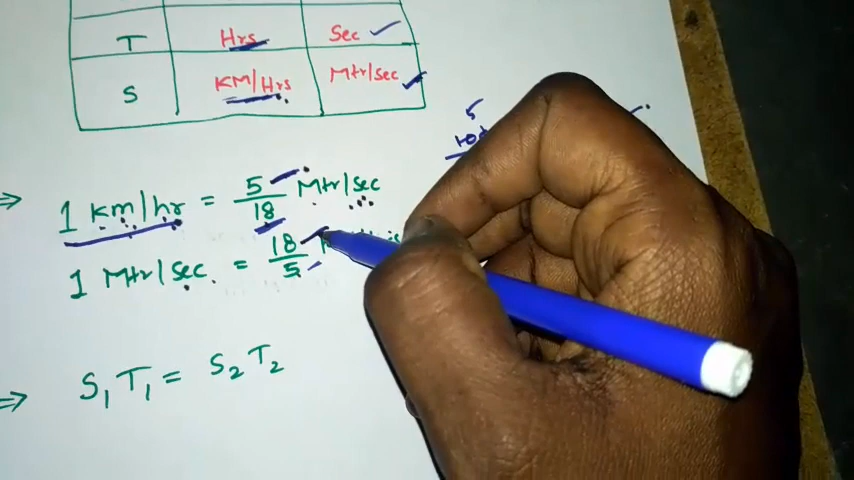 T Hrs Sec
S KM/Hrs Mtr/sec
⇒ 1 km/hr = 5/18 Mtr/sec
1 Mtr/sec = 18/5
⇒ S₁T₁ = S₂T₂